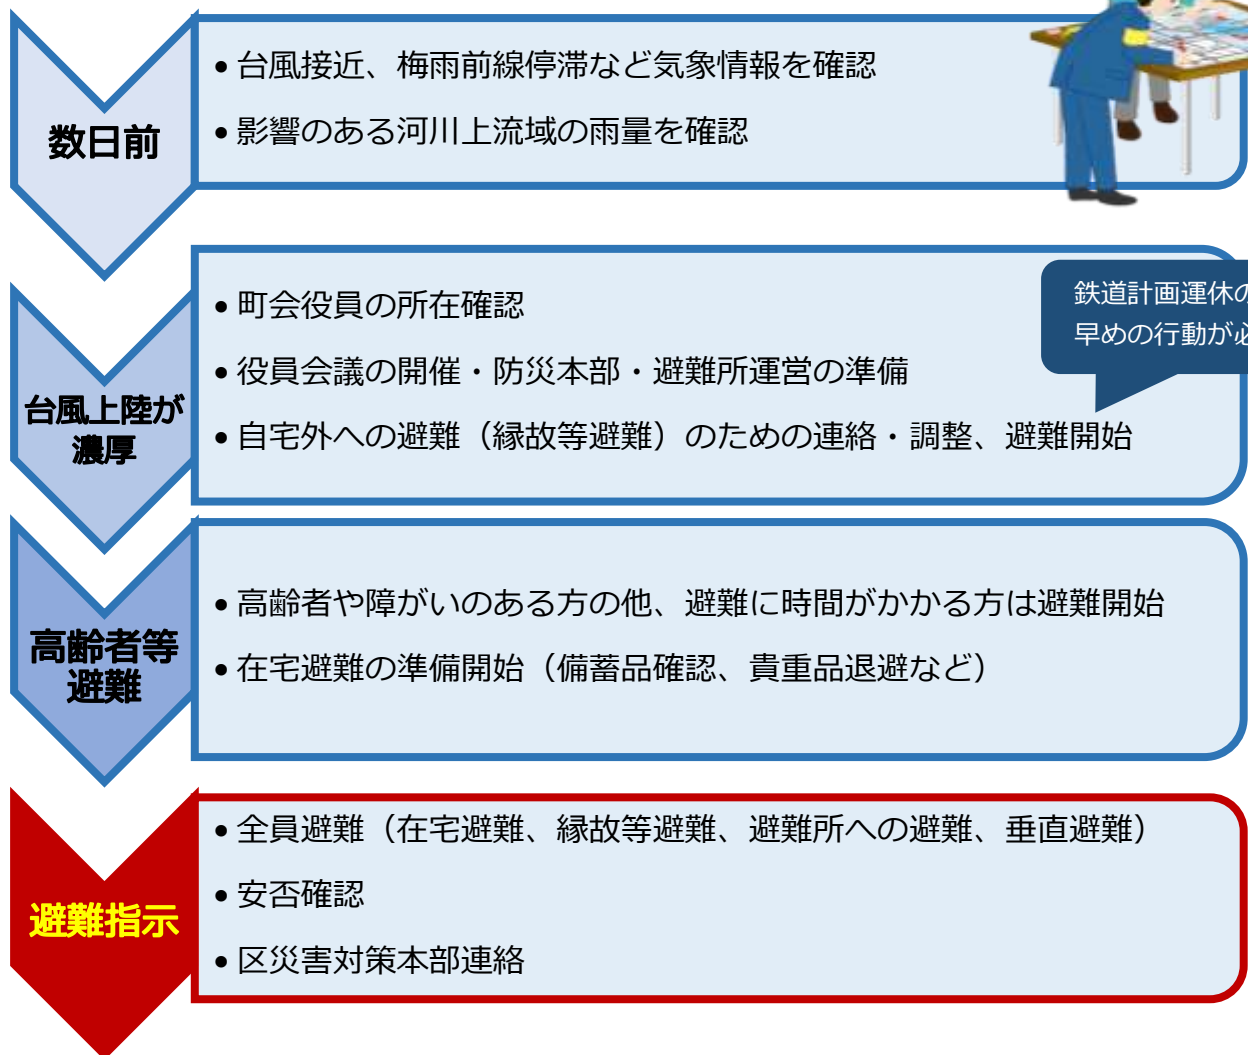 数日前
• 台風接近、梅雨前線停滞など気象情報を確認
• 影響のある河川上流域の雨量を確認
台風上陸が
濃厚
• 町会役員の所在確認
• 役員会議の開催・防災本部・避難所運営の準備
• 自宅外への避難（縁故等避難）のための連絡・調整、避難開始
鉄道計画運休の
早めの行動が必
高齢者等
避難
• 高齢者や障がいのある方の他、避難に時間がかかる方は避難開始
• 在宅避難の準備開始（備蓄品確認、貴重品退避など）
避難指示
• 全員避難（在宅避難、縁故等避難、避難所への避難、垂直避難）
• 安否確認
• 区災害対策本部連絡